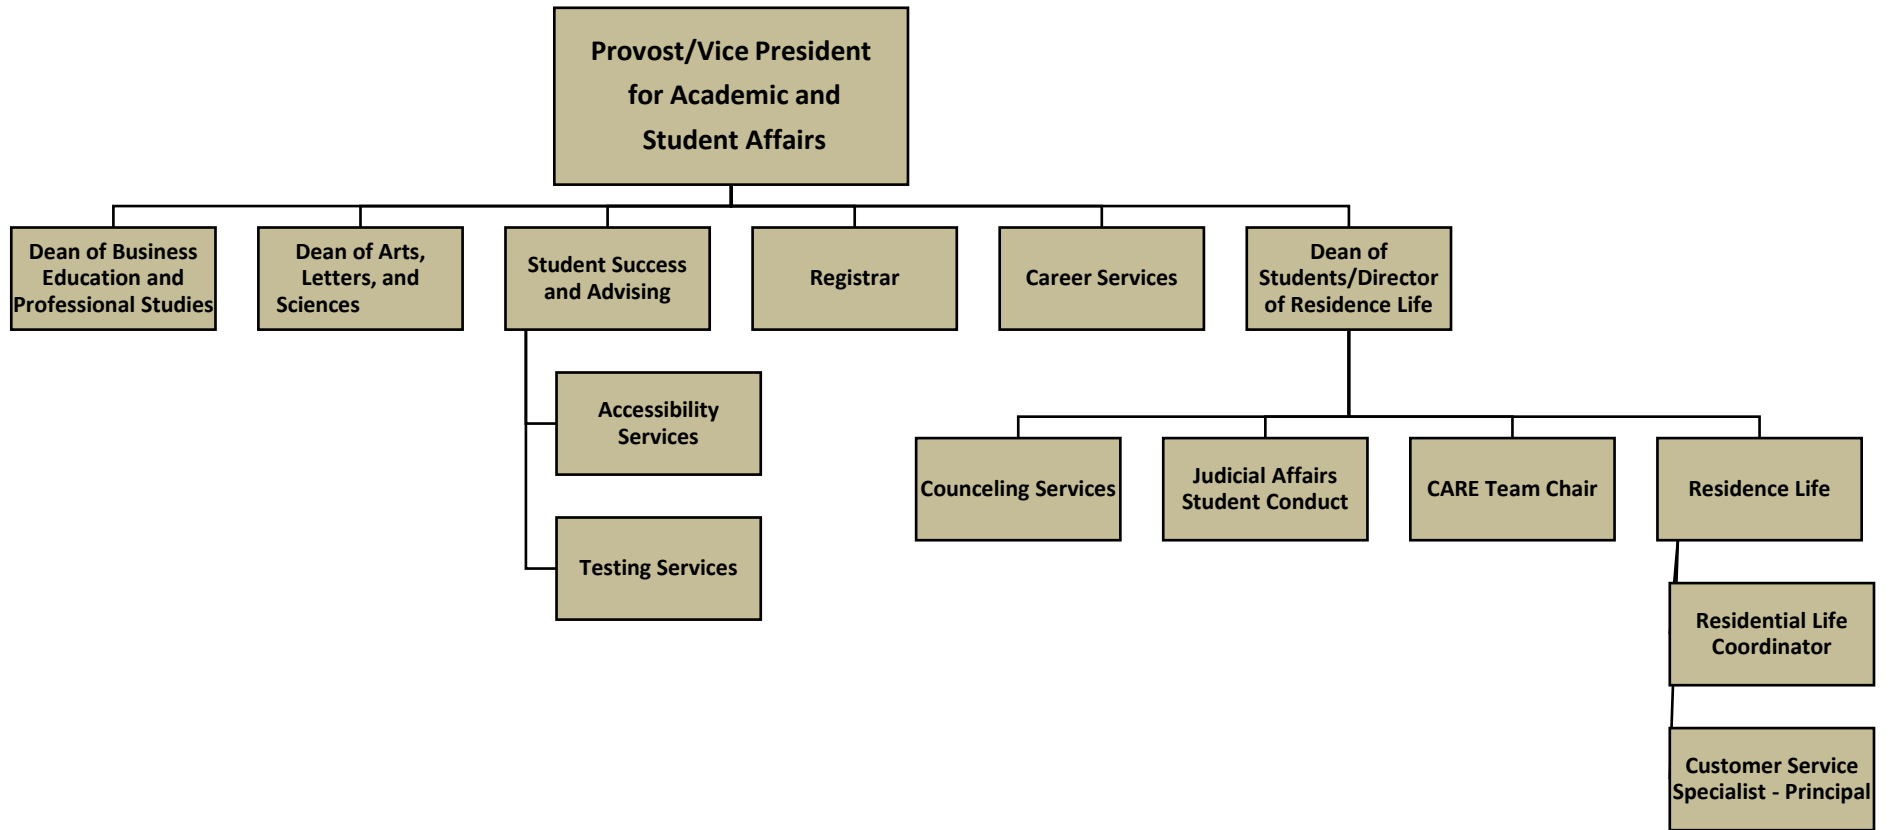 Provost/Vice President
for Academic and
Student Affairs
Dean of Business
Education and
Professional Studies
Dean of Arts,
Letters, and
Sciences
Student Success
and Advising
Registrar
Career Services
Dean of
Students/Director
of Residence Life
Accessibility
Services
Testing Services
Counceling Services
Judicial Affairs
Student Conduct
CARE Team Chair
Residence Life
Residential Life
Coordinator
Customer Service
Specialist - Principal